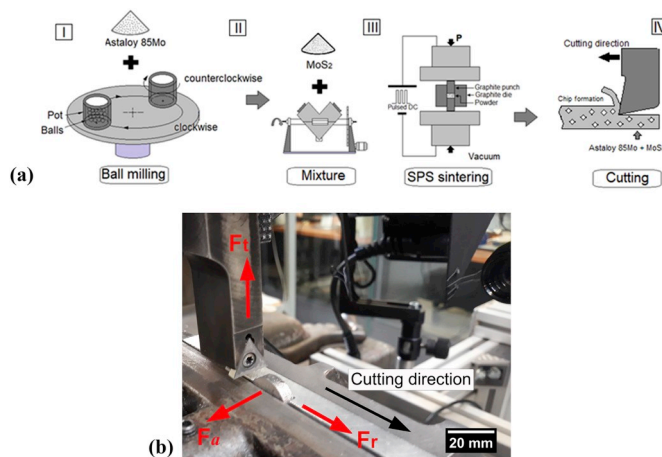 I
Astaloy 85Mo
counterclockwise
Pot
Balls
clockwise
Ball milling
II
MoS2
Mixture
III
P
Pulsed DC
Graphite punch
Graphite die
Powder
Vacuum
SPS sintering
IV
Cutting direction
Chip formation
Astaloy 85Mo + MoS
Cutting
(a)
Ft
Cutting direction
Fa
Fr
20 mm
(b)